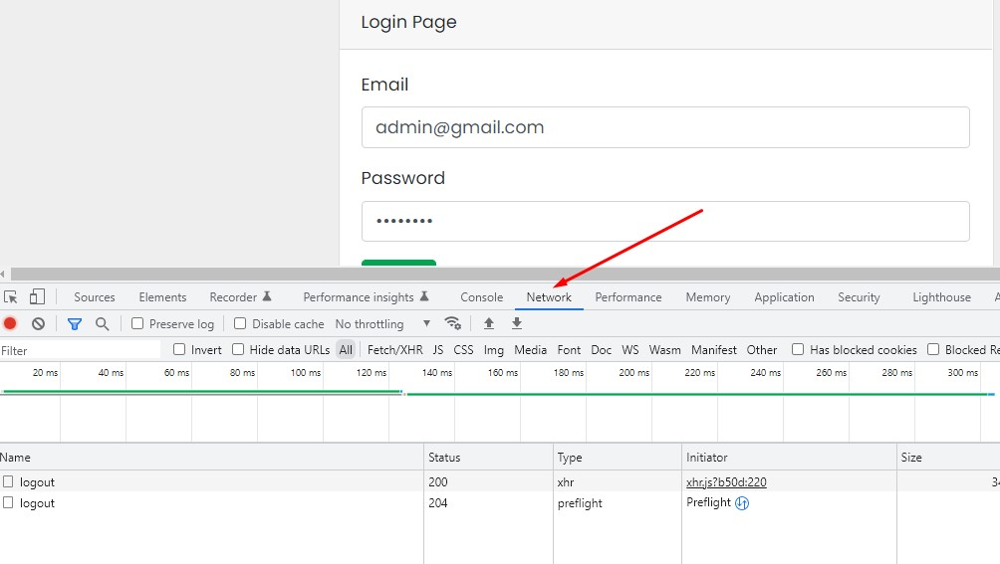 Login Page
Email
admin@gmail.com
Password
••••••••
Sources Elements Recorder Performance insights Console Network Performance Memory Application Security Lighthouse
Preserve log Disable cache No throttling
Filter Invert Hide data URLs All Fetch/XHR JS CSS Img Media Font Doc WS Wasm Manifest Other Has blocked cookies Blocked Re
20 ms 40 ms 60 ms 80 ms 100 ms 120 ms 140 ms 160 ms 180 ms 200 ms 220 ms 240 ms 260 ms 280 ms 300 ms
Name Status Type Initiator Size
logout 200 xhr xhr.js?b50d:220 34
logout 204 preflight Preflight